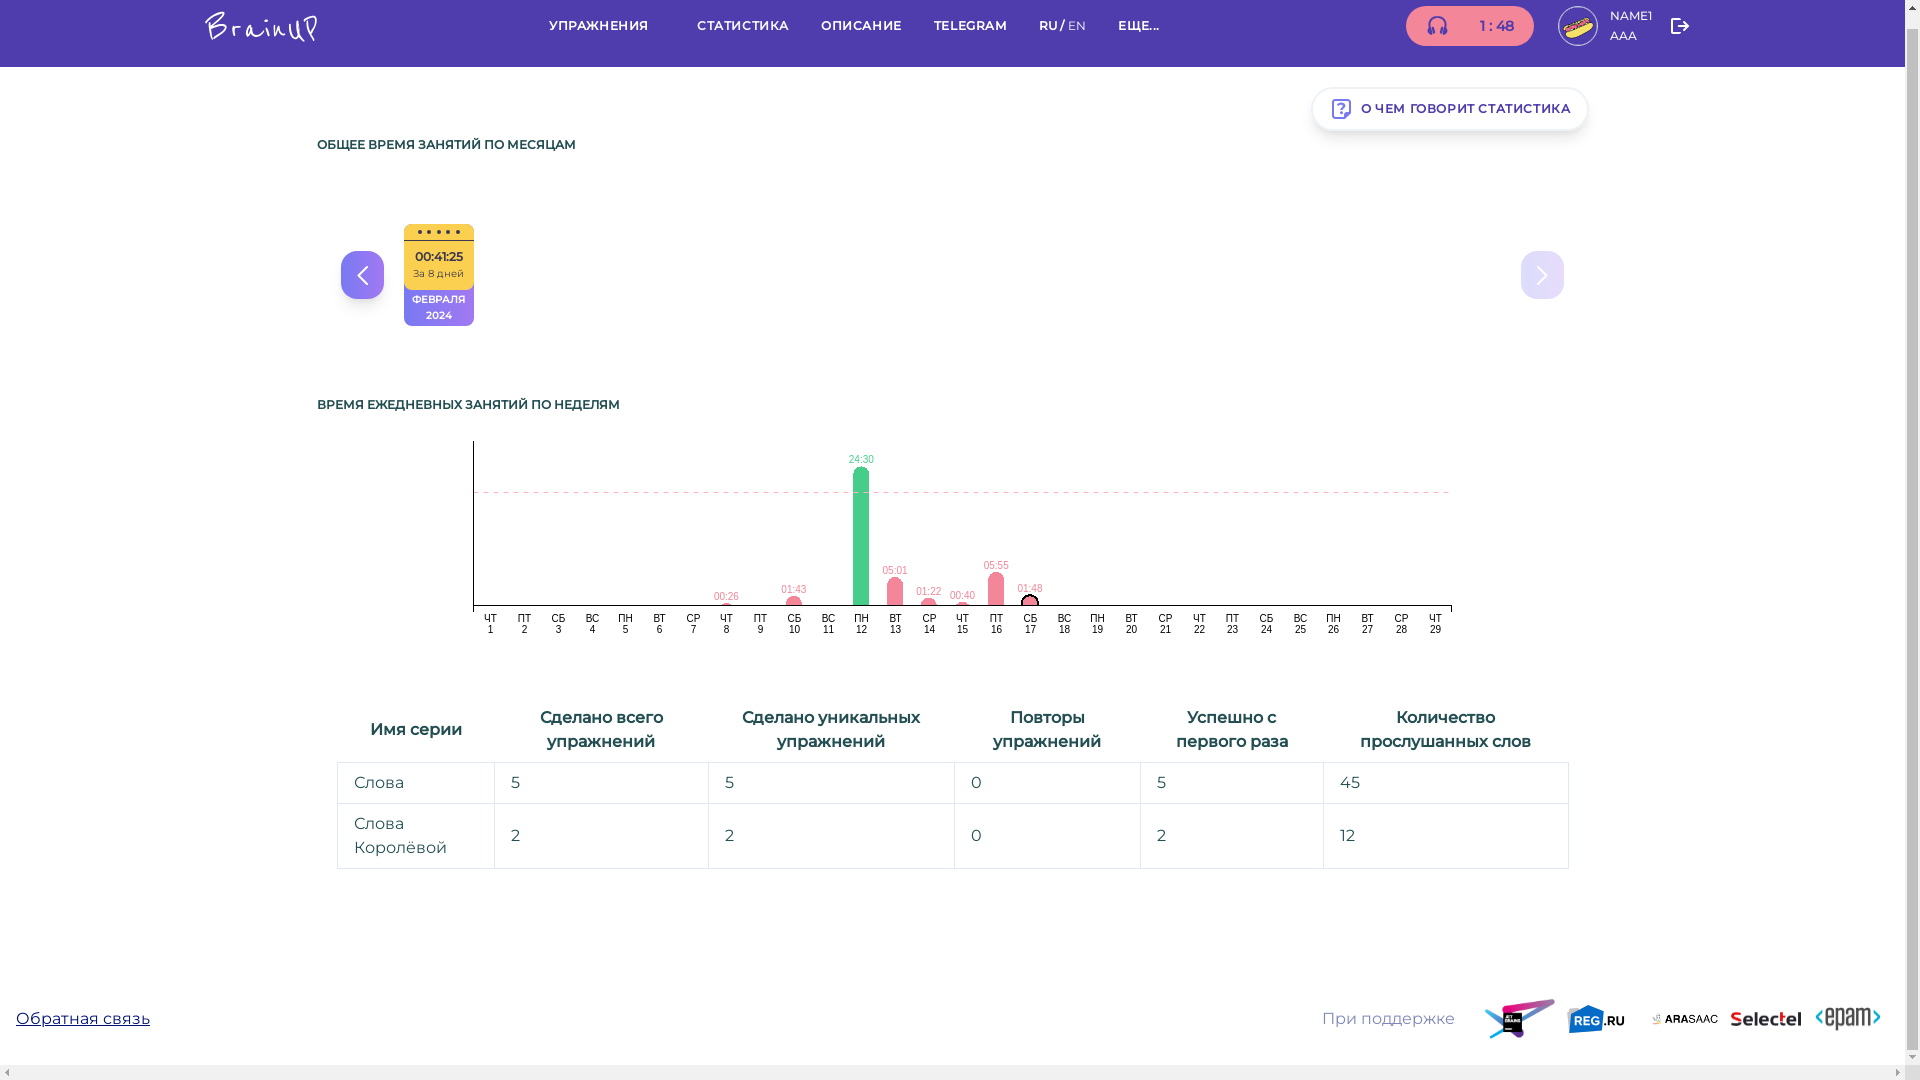 BrainUP
УПРАЖНЕНИЯ СТАТИСТИКА ОПИСАНИЕ TELEGRAM RU / EN ЕЩЕ...
1 : 48
NAME1
AAA
О ЧЕМ ГОВОРИТ СТАТИСТИКА
ОБЩЕЕ ВРЕМЯ ЗАНЯТИЙ ПО МЕСЯЦАМ
00:41:25
За 8 дней
ФЕВРАЛЯ
2024
ВРЕМЯ ЕЖЕДНЕВНЫХ ЗАНЯТИЙ ПО НЕДЕЛЯМ
00:26 01:43 24:30 05:01 01:22 00:40 05:55 01:48
ЧТ ПТ СБ ВС ПН ВТ СР ЧТ ПТ СБ ВС ПН ВТ СР ЧТ ПТ СБ ВС ПН ВТ СР ЧТ ПТ СБ ВС ПН ВТ СР ЧТ
1 2 3 4 5 6 7 8 9 10 11 12 13 14 15 16 17 18 19 20 21 22 23 24 25 26 27 28 29
Имя серии
Сделано всего
упражнений
Сделано уникальных
упражнений
Повторы
упражнений
Успешно с
первого раза
Количество
прослушанных слов
Слова 5 5 0 5 45
Слова
Королёвой
2 2 0 2 12
Обратная связь
При поддержке
JET
BRAINS
REG.RU
ARASAAC
Selectel
<epam>